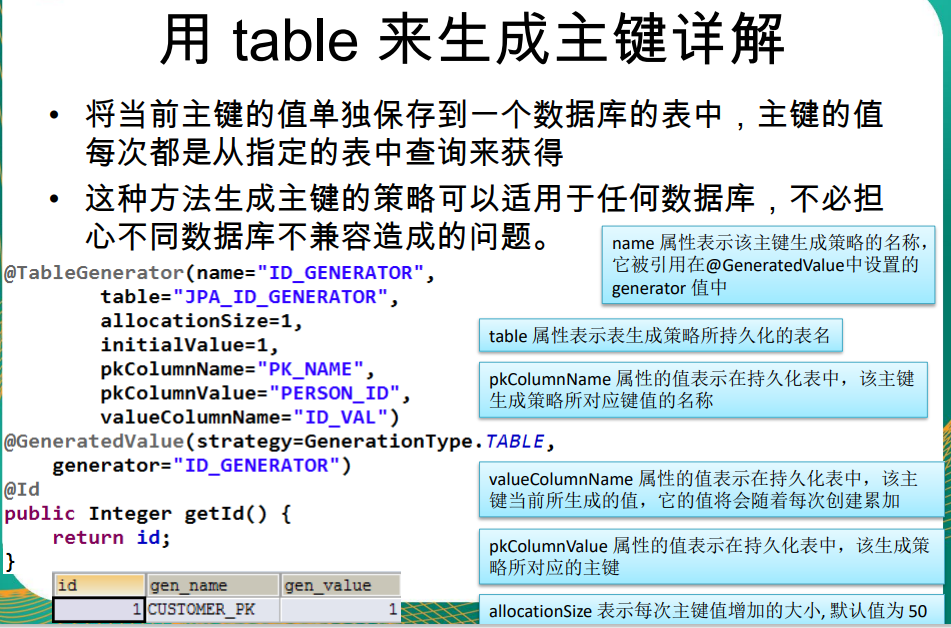 用 table 来生成主键详解
• 将当前主键的值单独保存到一个数据库的表中，主键的值
每次都是从指定的表中查询来获得
• 这种方法生成主键的策略可以适用于任何数据库，不必担
心不同数据库不兼容造成的问题。
name 属性表示该主键生成策略的名称，
它被引用在@GeneratedValue中设置的
generator 值中
@TableGenerator(name="ID_GENERATOR",
table="JPA_ID_GENERATOR",
allocationSize=1,
initialValue=1,
pkColumnName="PK_NAME",
pkColumnValue="PERSON_ID",
valueColumnName="ID_VAL")
@GeneratedValue(strategy=GenerationType.TABLE,
generator="ID_GENERATOR")
@Id
public Integer getId() {
return id;
}
table 属性表示表生成策略所持久化的表名
pkColumnName 属性的值表示在持久化表中，该主键
生成策略所对应键值的名称
valueColumnName 属性的值表示在持久化表中，该主
键当前所生成的值，它的值将会随着每次创建累加
pkColumnValue 属性的值表示在持久化表中，该生成策
略所对应的主键
allocationSize 表示每次主键值增加的大小, 默认值为 50
id gen_name gen_value
1 CUSTOMER_PK 1